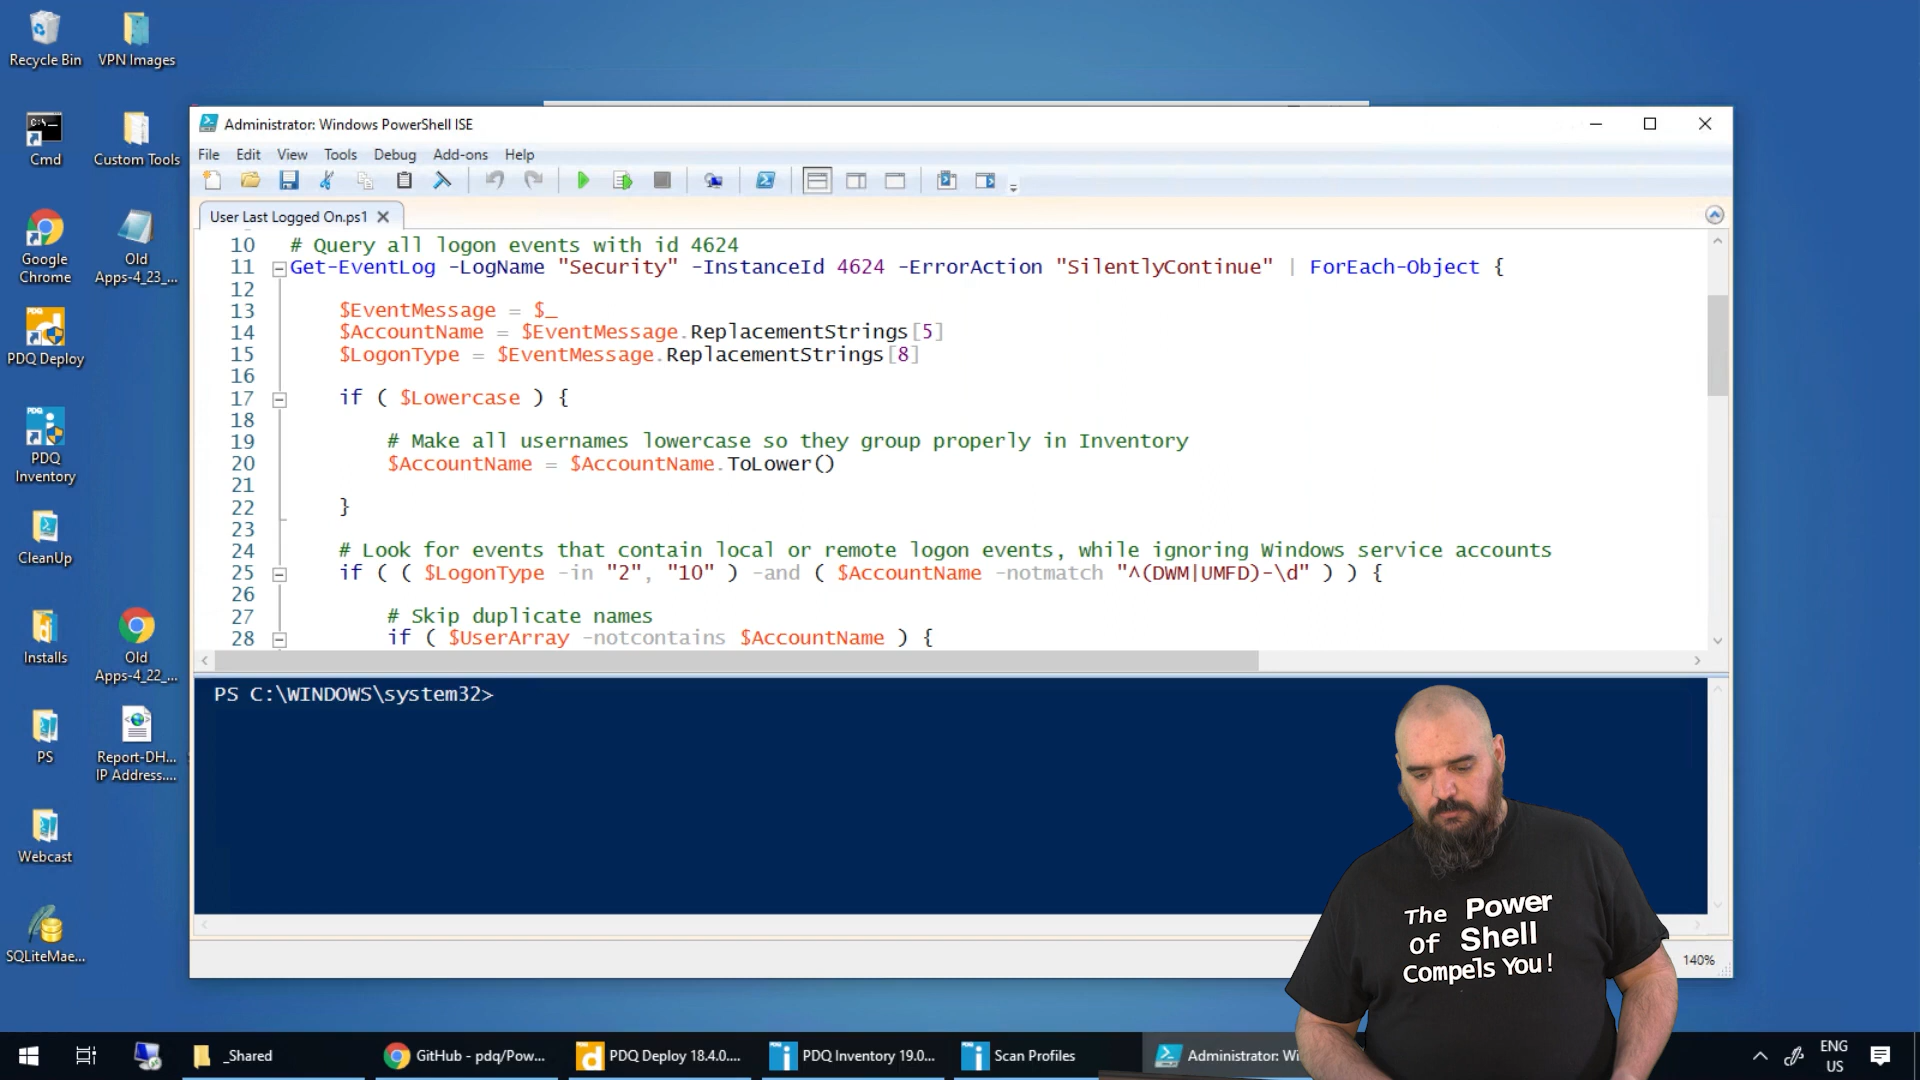 Recycle Bin
VPN Images
Cmd
Custom Tools
Google
Chrome
Old
Apps-4_23_...
PDQ Deploy
PDQ
Inventory
CleanUp
Installs
Old
Apps-4_22_...
PS
Report-DH...
IP Address....
Webcast
SQLiteMae...
Administrator: Windows PowerShell ISE
File Edit View Tools Debug Add-ons Help
User Last Logged On.ps1
10 # Query all logon events with id 4624
11 Get-EventLog -LogName "Security" -InstanceId 4624 -ErrorAction "SilentlyContinue" | ForEach-Object {
12
13 $EventMessage = $_
14 $AccountName = $EventMessage.ReplacementStrings[5]
15 $LogonType = $EventMessage.ReplacementStrings[8]
16
17 if ( $Lowercase ) {
18
19 # Make all usernames lowercase so they group properly in Inventory
20 $AccountName = $AccountName.ToLower()
21
22 }
23
24 # Look for events that contain local or remote logon events, while ignoring Windows service accounts
25 if ( ( $LogonType -in "2", "10" ) -and ( $AccountName -notmatch "^(DWM|UMFD)-\d" ) ) {
26
27 # Skip duplicate names
28 if ( $UserArray -notcontains $AccountName ) {
PS C:\WINDOWS\system32>
The Power
Of Shell
Compels You!
140%
_Shared
GitHub - pdq/Pow...
PDQ Deploy 18.4.0....
PDQ Inventory 19.0...
Scan Profiles
Administrator: Wi
ENG
US